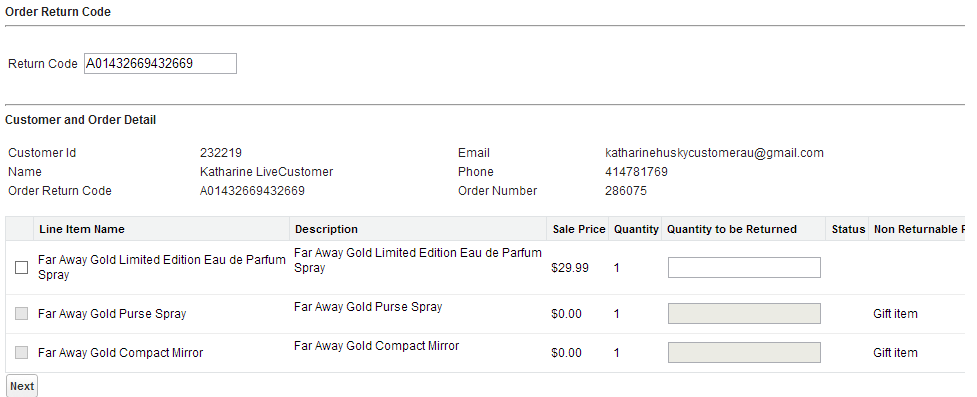 Order Return Code
Return Code A01432669432669
Customer and Order Detail
Customer Id 232219 Email katharinehuskycustomerau@gmail.com
Name Katharine LiveCustomer Phone 414781769
Order Return Code A01432669432669 Order Number 286075
Line Item Name Description Sale Price Quantity Quantity to be Returned Status Non Returnable
Far Away Gold Limited Edition Eau de Parfum Spray Far Away Gold Limited Edition Eau de Parfum Spray $29.99 1
Far Away Gold Purse Spray Far Away Gold Purse Spray $0.00 1 Gift item
Far Away Gold Compact Mirror Far Away Gold Compact Mirror $0.00 1 Gift item
Next